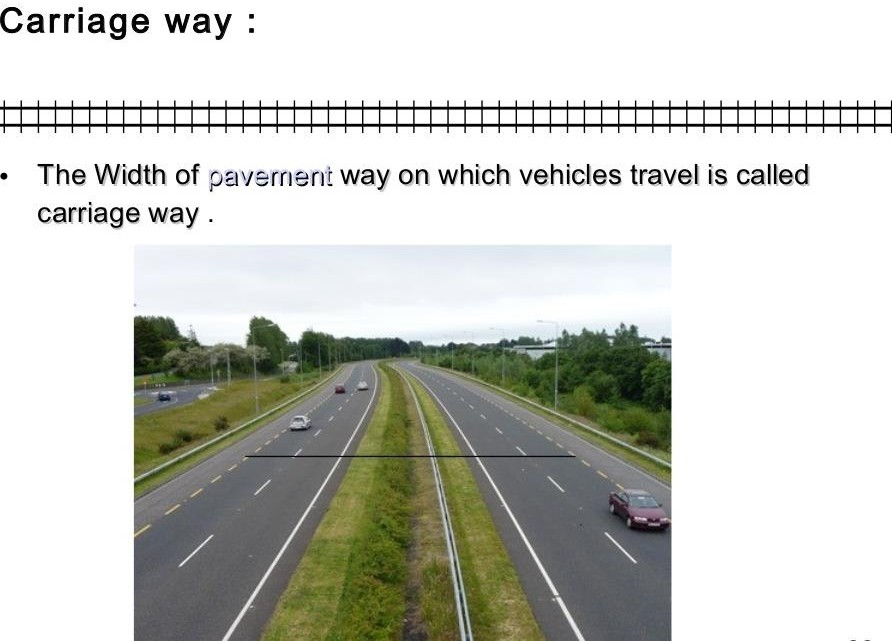 Carriage way :
• The Width of pavement way on which vehicles travel is called
carriage way .